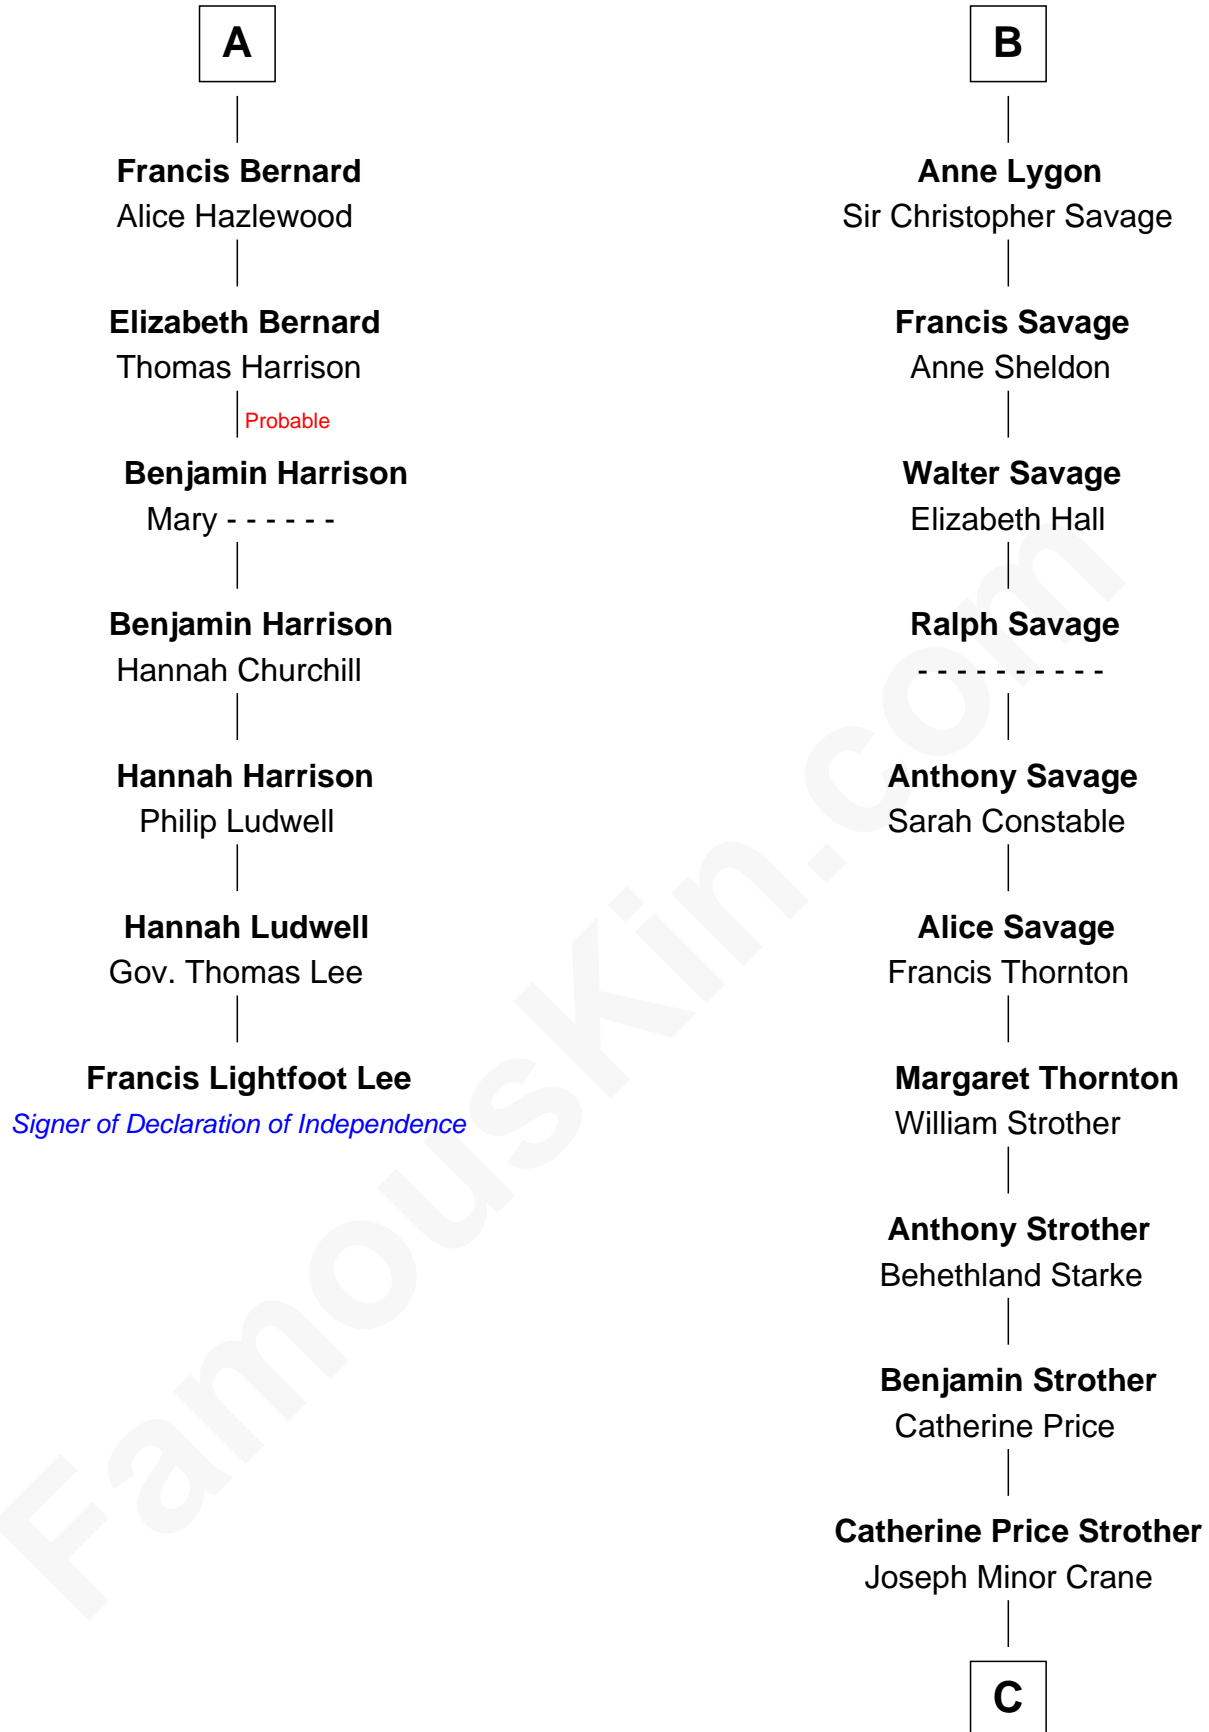 A
Francis Bernard
Alice Hazlewood
Elizabeth Bernard
Thomas Harrison
Probable
Benjamin Harrison
Mary - - - - - -
Benjamin Harrison
Hannah Churchill
Hannah Harrison
Philip Ludwell
Hannah Ludwell
Gov. Thomas Lee
Francis Lightfoot Lee
Signer of Declaration of Independence
B
Anne Lygon
Sir Christopher Savage
Francis Savage
Anne Sheldon
Walter Savage
Elizabeth Hall
Ralph Savage
- - - - - - - - - -
Anthony Savage
Sarah Constable
Alice Savage
Francis Thornton
Margaret Thornton
William Strother
Anthony Strother
Behethland Starke
Benjamin Strother
Catherine Price
Catherine Price Strother
Joseph Minor Crane
C
FamousKin.com